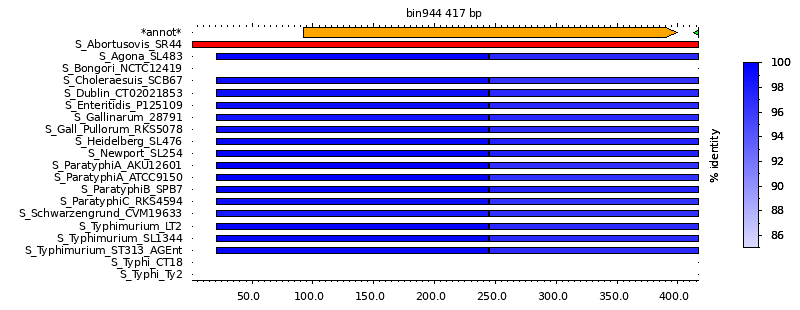 bin944 417 bp
*annot*
S_Abortusovis_SR44
S_Agona_SL483
S_Bongori_NCTC12419
S_Choleraesuis_SCB67
S_Dublin_CT02021853
S_Enteritidis_P125109
S_Gallinarum_28791
S_Gall_Pullorum_RKS5078
S_Heidelberg_SL476
S_Newport_SL254
S_ParatyphiA_AKU12601
S_ParatyphiA_ATCC9150
S_ParatyphiB_SPB7
S_ParatyphiC_RKS4594
S_Schwarzengrund_CVM19633
S_Typhimurium_LT2
S_Typhimurium_SL1344
S_Typhimurium_ST313_AGEnt
S_Typhi_CT18
S_Typhi_Ty2
50.0 100.0 150.0 200.0 250.0 300.0 350.0 400.0
100
98
96
94
92
90
88
86
% identity